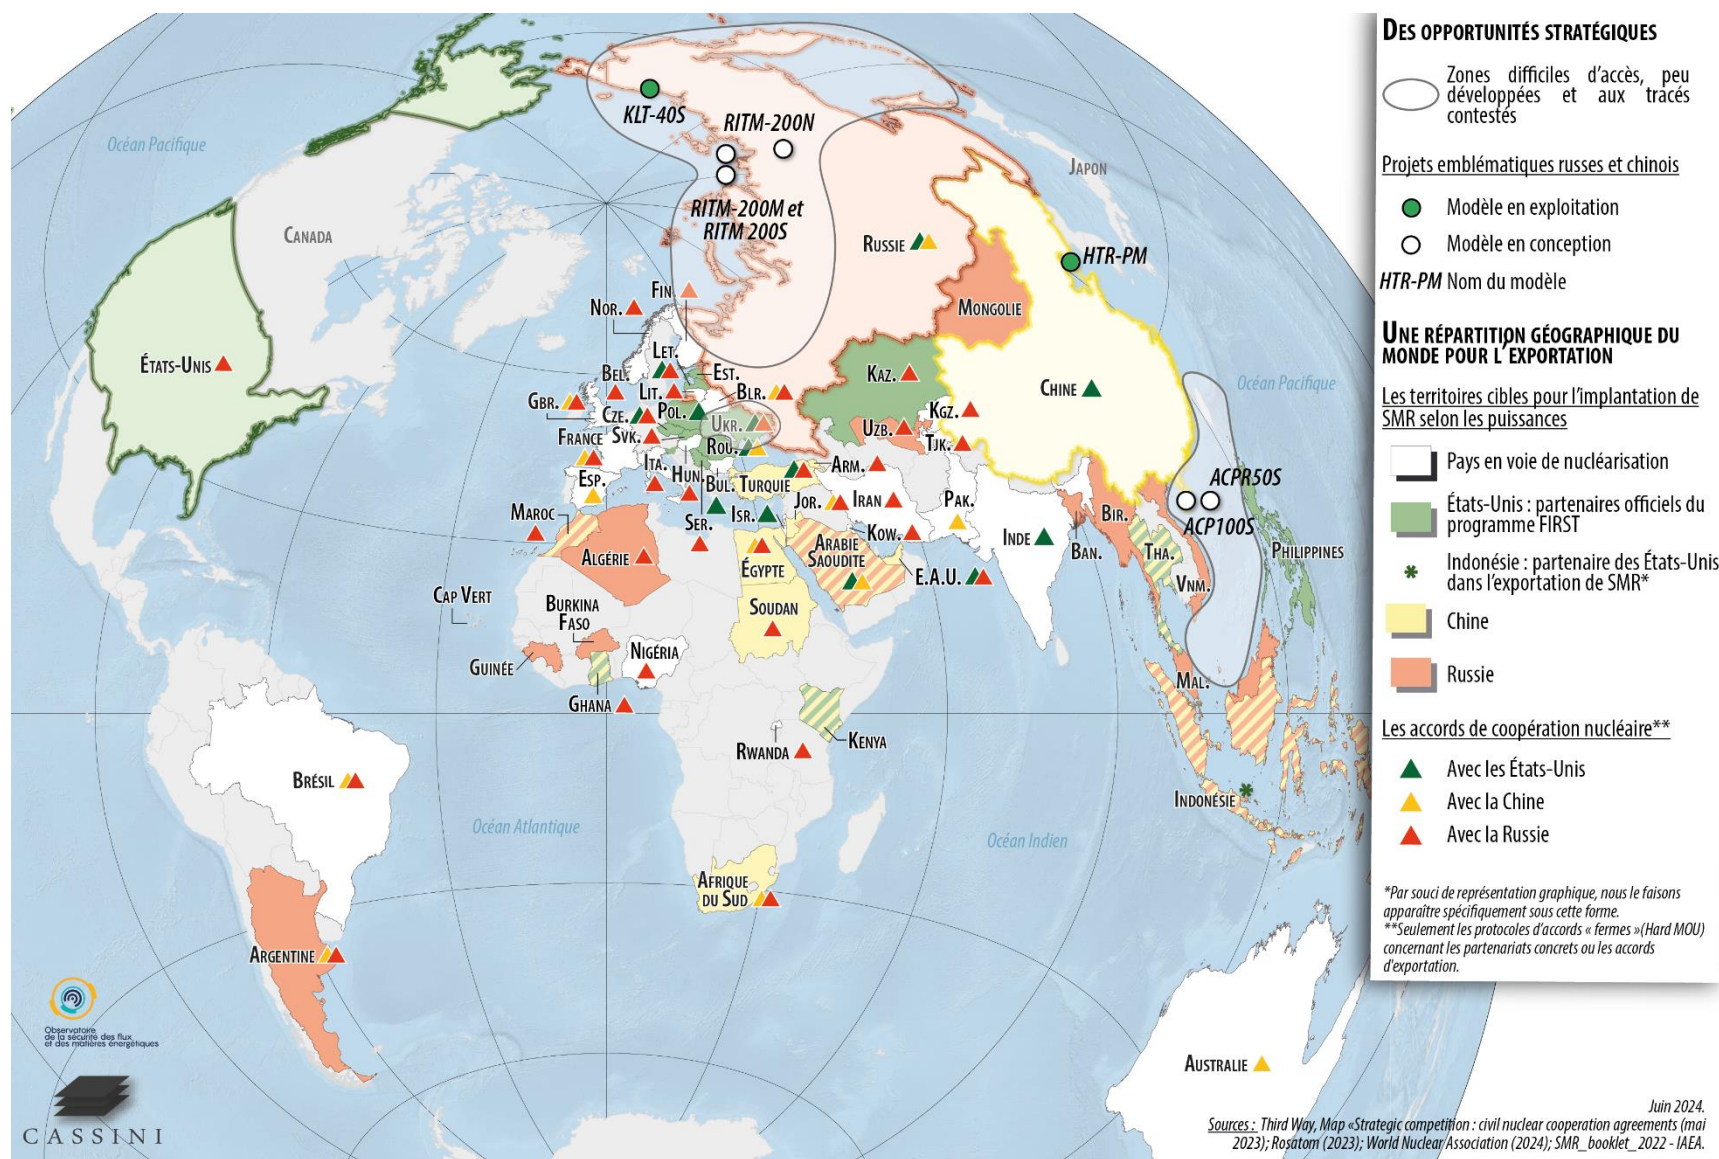 Océan Pacifique
CANADA
ÉTATS-UNIS
KLT-40S
RITM-200N
RITM-200M et
RITM 200S
RUSSIE
JAPON
HTR-PM
MONGOLIE
CHINE
Océan Pacifique
NOR.
FIN.
LET.
EST.
BEL.
LIT.
BLR.
KAZ.
GBR.
CZE.
POL.
UKR.
KGZ.
UZB.
FRANCE
SVK.
ROU.
TJK.
ITA.
HUN.
BUL.
TURQUIE
ARM.
ESP.
JOR.
IRAN
PAK.
MAROC
SER.
ISR.
KOW.
INDE
BAN.
BIR.
ACPR50S
ACP100S
ALGÉRIE
ÉGYPTE
ARABIE
SAOUDITE
E.A.U.
THA.
VNM.
PHILIPPINES
CAP VERT
BURKINA
FASO
SOUDAN
GUINÉE
NIGÉRIA
GHANA
MAL.
RWANDA
KENYA
BRÉSIL
INDONÉSIE
*
Océan Atlantique
Océan Indien
AFRIQUE
DU SUD
ARGENTINE
AUSTRALIE
Observatoire
de la sécurité des flux
et des matières énergétiques
CASSINI
DES OPPORTUNITÉS STRATÉGIQUES
Zones difficiles d'accès, peu
développées et aux tracés
contestés
Projets emblématiques russes et chinois
Modèle en exploitation
Modèle en conception
HTR-PM Nom du modèle
UNE RÉPARTITION GÉOGRAPHIQUE DU
MONDE POUR L'EXPORTATION
Les territoires cibles pour l'implantation de
SMR selon les puissances
Pays en voie de nucléarisation
États-Unis : partenaires officiels du
programme FIRST
* Indonésie : partenaire des États-Unis
dans l'exportation de SMR*
Chine
Russie
Les accords de coopération nucléaire**
Avec les États-Unis
Avec la Chine
Avec la Russie
*Par souci de représentation graphique, nous le faisons
apparaître spécifiquement sous cette forme.
**Seulement les protocoles d'accords « fermes »(Hard MOU)
concernant les partenariats concrets ou les accords
d'exportation.
Juin 2024.
Sources : Third Way, Map «Strategic competition : civil nuclear cooperation agreements (mai
2023); Rosatom (2023); World Nuclear Association (2024); SMR_booklet_2022 - IAEA.